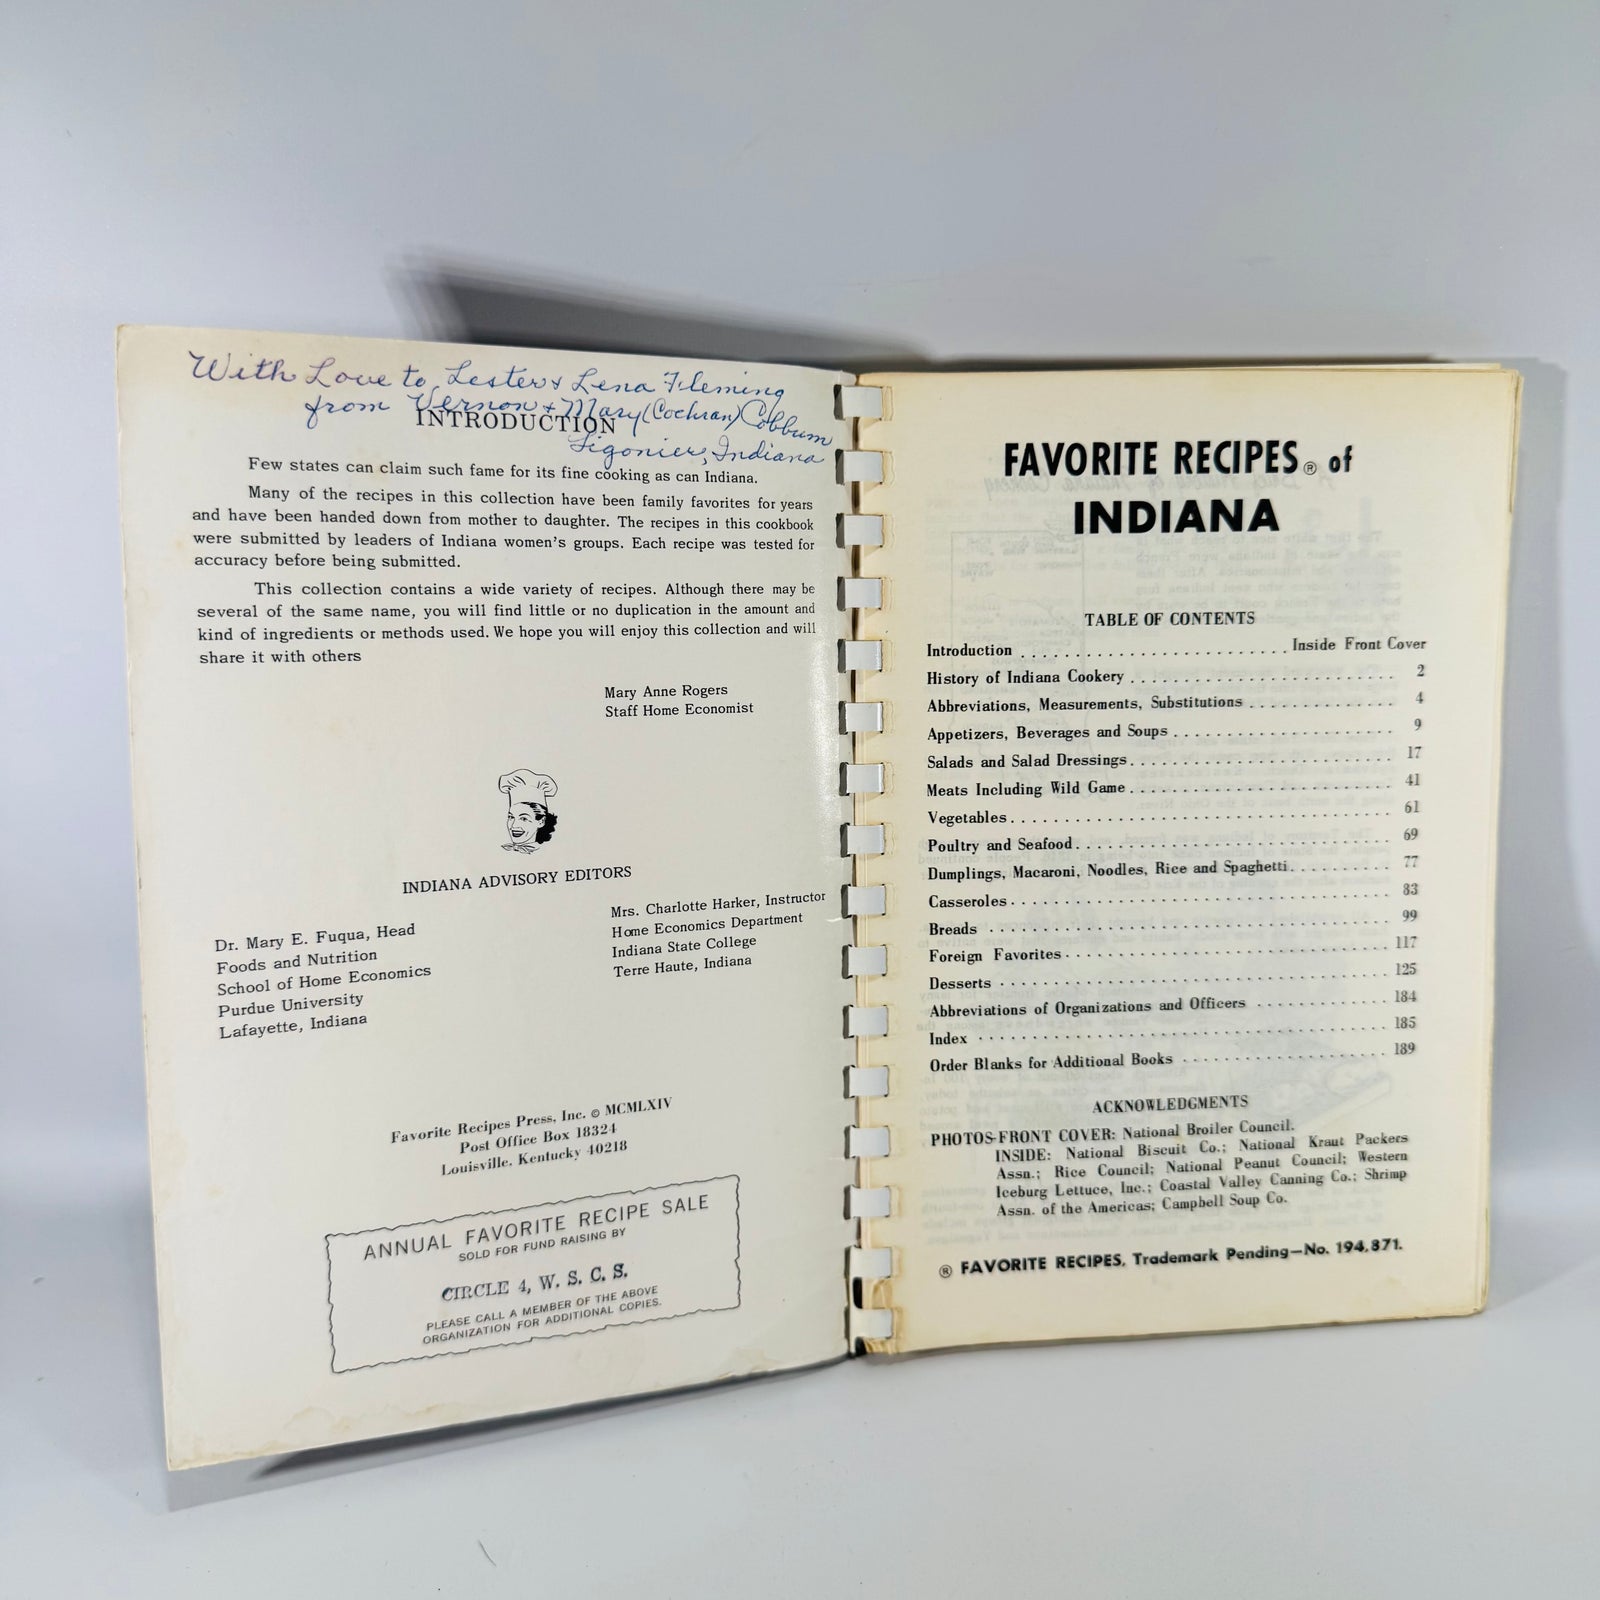 With Love to Lester & Lena Fleming
from Vernon & Mary (Cochran) Cobbum
Ligonier, Indiana
INTRODUCTION
Few states can claim such fame for its fine cooking as can Indiana.
Many of the recipes in this collection have been family favorites for years
and have been handed down from mother to daughter. The recipes in this cookbook
were submitted by leaders of Indiana women's groups. Each recipe was tested for
accuracy before being submitted.
This collection contains a wide variety of recipes. Although there may be
several of the same name, you will find little or no duplication in the amount and
kind of ingredients or methods used. We hope you will enjoy this collection and will
share it with others
Mary Anne Rogers
Staff Home Economist
INDIANA ADVISORY EDITORS
Dr. Mary E. Fuqua, Head
Foods and Nutrition
School of Home Economics
Purdue University
Lafayette, Indiana
Mrs. Charlotte Harker, Instructor
Home Economics Department
Indiana State College
Terre Haute, Indiana
Favorite Recipes Press, Inc. © MCMLXIV
Post Office Box 18324
Louisville, Kentucky 40218
ANNUAL FAVORITE RECIPE SALE
SOLD FOR FUND RAISING BY
CIRCLE 4, W. S. C. S.
PLEASE CALL A MEMBER OF THE ABOVE
ORGANIZATION FOR ADDITIONAL COPIES.
FAVORITE RECIPES ® of
INDIANA
TABLE OF CONTENTS
Introduction ........................ Inside Front Cover
History of Indiana Cookery ........................ 2
Abbreviations, Measurements, Substitutions ............. 4
Appetizers, Beverages and Soups .................... 9
Salads and Salad Dressings ........................ 17
Meats Including Wild Game ........................ 41
Vegetables ................................... 61
Poultry and Seafood ............................. 69
Dumplings, Macaroni, Noodles, Rice and Spaghetti .......... 77
Casseroles ................................... 83
Breads ..................................... 99
Foreign Favorites .............................. 117
Desserts .................................... 125
Abbreviations of Organizations and Officers ............ 184
Index ...................................... 185
Order Blanks for Additional Books ................... 189
ACKNOWLEDGMENTS
PHOTOS-FRONT COVER: National Broiler Council.
INSIDE: National Biscuit Co.; National Kraut Packers
Assn.; Rice Council; National Peanut Council; Western
Iceburg Lettuce, Inc.; Coastal Valley Canning Co.; Shrimp
Assn. of the Americas; Campbell Soup Co.
® FAVORITE RECIPES, Trademark Pending—No. 194,871.